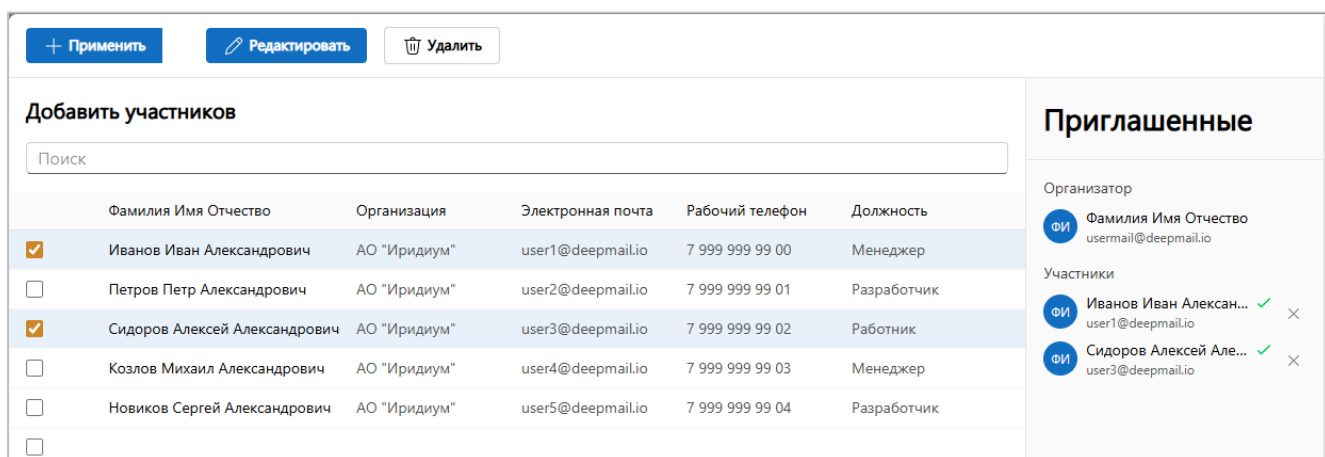 Применить Редактировать Удалить
Добавить участников
Поиск
Фамилия Имя Отчество Организация Электронная почта Рабочий телефон Должность
Иванов Иван Александрович АО "Иридиум" user1@deepmail.io 7 999 999 99 00 Менеджер
Петров Петр Александрович АО "Иридиум" user2@deepmail.io 7 999 999 99 01 Разработчик
Сидоров Алексей Александрович АО "Иридиум" user3@deepmail.io 7 999 999 99 02 Работник
Козлов Михаил Александрович АО "Иридиум" user4@deepmail.io 7 999 999 99 03 Менеджер
Новиков Сергей Александрович АО "Иридиум" user5@deepmail.io 7 999 999 99 04 Разработчик
Приглашенные
Организатор
ФИ Фамилия Имя Отчество
usermail@deepmail.io
Участники
ФИ Иванов Иван Алексан...
user1@deepmail.io
ФИ Сидоров Алексей Але...
user3@deepmail.io